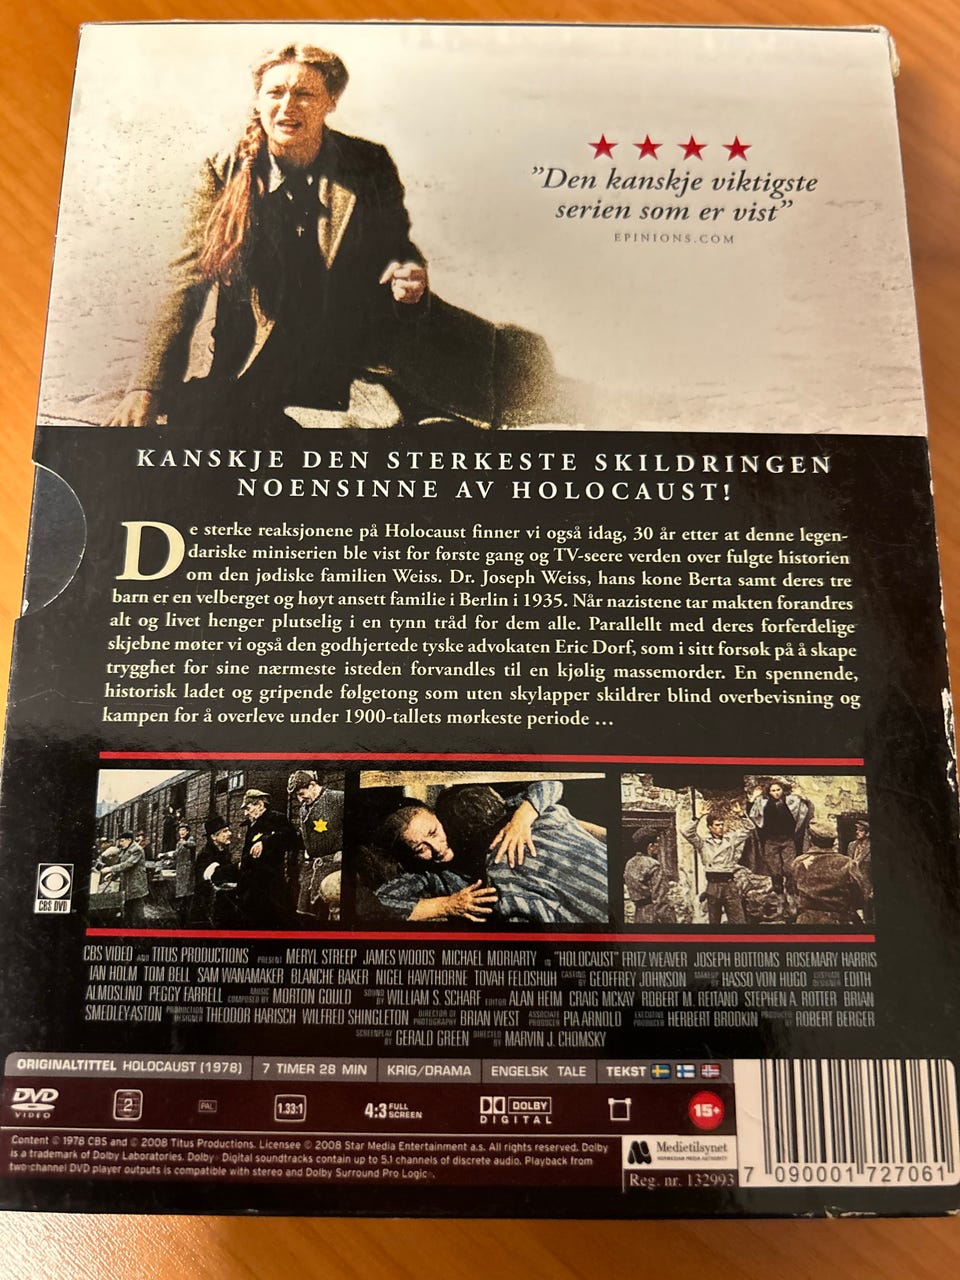 ”Den kanskje viktigste
serien som er vist”
EPINIONS.COM
KANSKJE DEN STERKESTE SKILDRINGEN
NOENSINNE AV HOLOCAUST!
De sterke reaksjonene på Holocaust finner vi også idag, 30 år etter at denne legen-
dariske miniserien ble vist for første gang og TV-seere verden over fulgte historien
om den jødiske familien Weiss. Dr. Joseph Weiss, hans kone Berta samt deres tre
barn er en velberget og høyt ansett familie i Berlin i 1935. Når nazistene tar makten forandres
alt og livet henger plutselig i en tynn tråd for dem alle. Parallellt med deres forferdelige
skjebne møter vi også den godhjertede tyske advokaten Eric Dorf, som i sitt forsøk på å skape
trygghet for sine nærmeste isteden forvandles til en kjølig massemorder. En spennende,
historisk ladet og gripende følgetong som uten skylapper skildrer blind overbevisning og
kampen for å overleve under 1900-tallets mørkeste periode ...
CBS DVD
CBS VIDEO AND TITUS PRODUCTIONS PRESENT MERYL STREEP JAMES WOODS MICHAEL MORIARTY IN "HOLOCAUST" FRITZ WEAVER JOSEPH BOTTOMS ROSEMARY HARRIS
IAN HOLM TOM BELL SAM WANAMAKER BLANCHE BAKER NIGEL HAWTHORNE TOVAH FELDSHUH CASTING BY GEOFFREY JOHNSON MAKEUP BY HASSO VON HUGO COSTUME DESIGNER EDITH
ALMOSLINO PEGGY FARRELL MUSIC COMPOSED BY MORTON GOULD SOUND BY WILLIAM S. SCHARF EDITOR ALAN HEIM CRAIG MCKAY ROBERT M. REITANO STEPHEN A. ROTTER BRIAN
SMEDLEY-ASTON PRODUCTION DESIGNER THEODOR HARISCH WILFRED SHINGLETON DIRECTOR OF PHOTOGRAPHY BRIAN WEST ASSOCIATE PRODUCER PIA ARNOLD EXECUTIVE PRODUCER HERBERT BRODKIN PRODUCED BY ROBERT BERGER
SCREENPLAY BY GERALD GREEN DIRECTED BY MARVIN J. CHOMSKY
ORIGINALTITTEL HOLOCAUST (1978) 7 TIMER 28 MIN KRIG/DRAMA ENGELSK TALE TEKST
DVD VIDEO 2 PAL 1.33:1 4:3 FULL SCREEN DOLBY DIGITAL 15+
Content © 1978 CBS and © 2008 Titus Productions. Licensee © 2008 Star Media Entertainment a.s. All rights reserved. Dolby
is a trademark of Dolby Laboratories. Dolby Digital soundtracks contain up to 5.1 channels of discrete audio. Playback from
two-channel DVD player outputs is compatible with stereo and Dolby Surround Pro Logic.
Medietilsynet
NORWEGIAN MEDIA AUTHORITY
Reg. nr. 132993
7 090001 727061